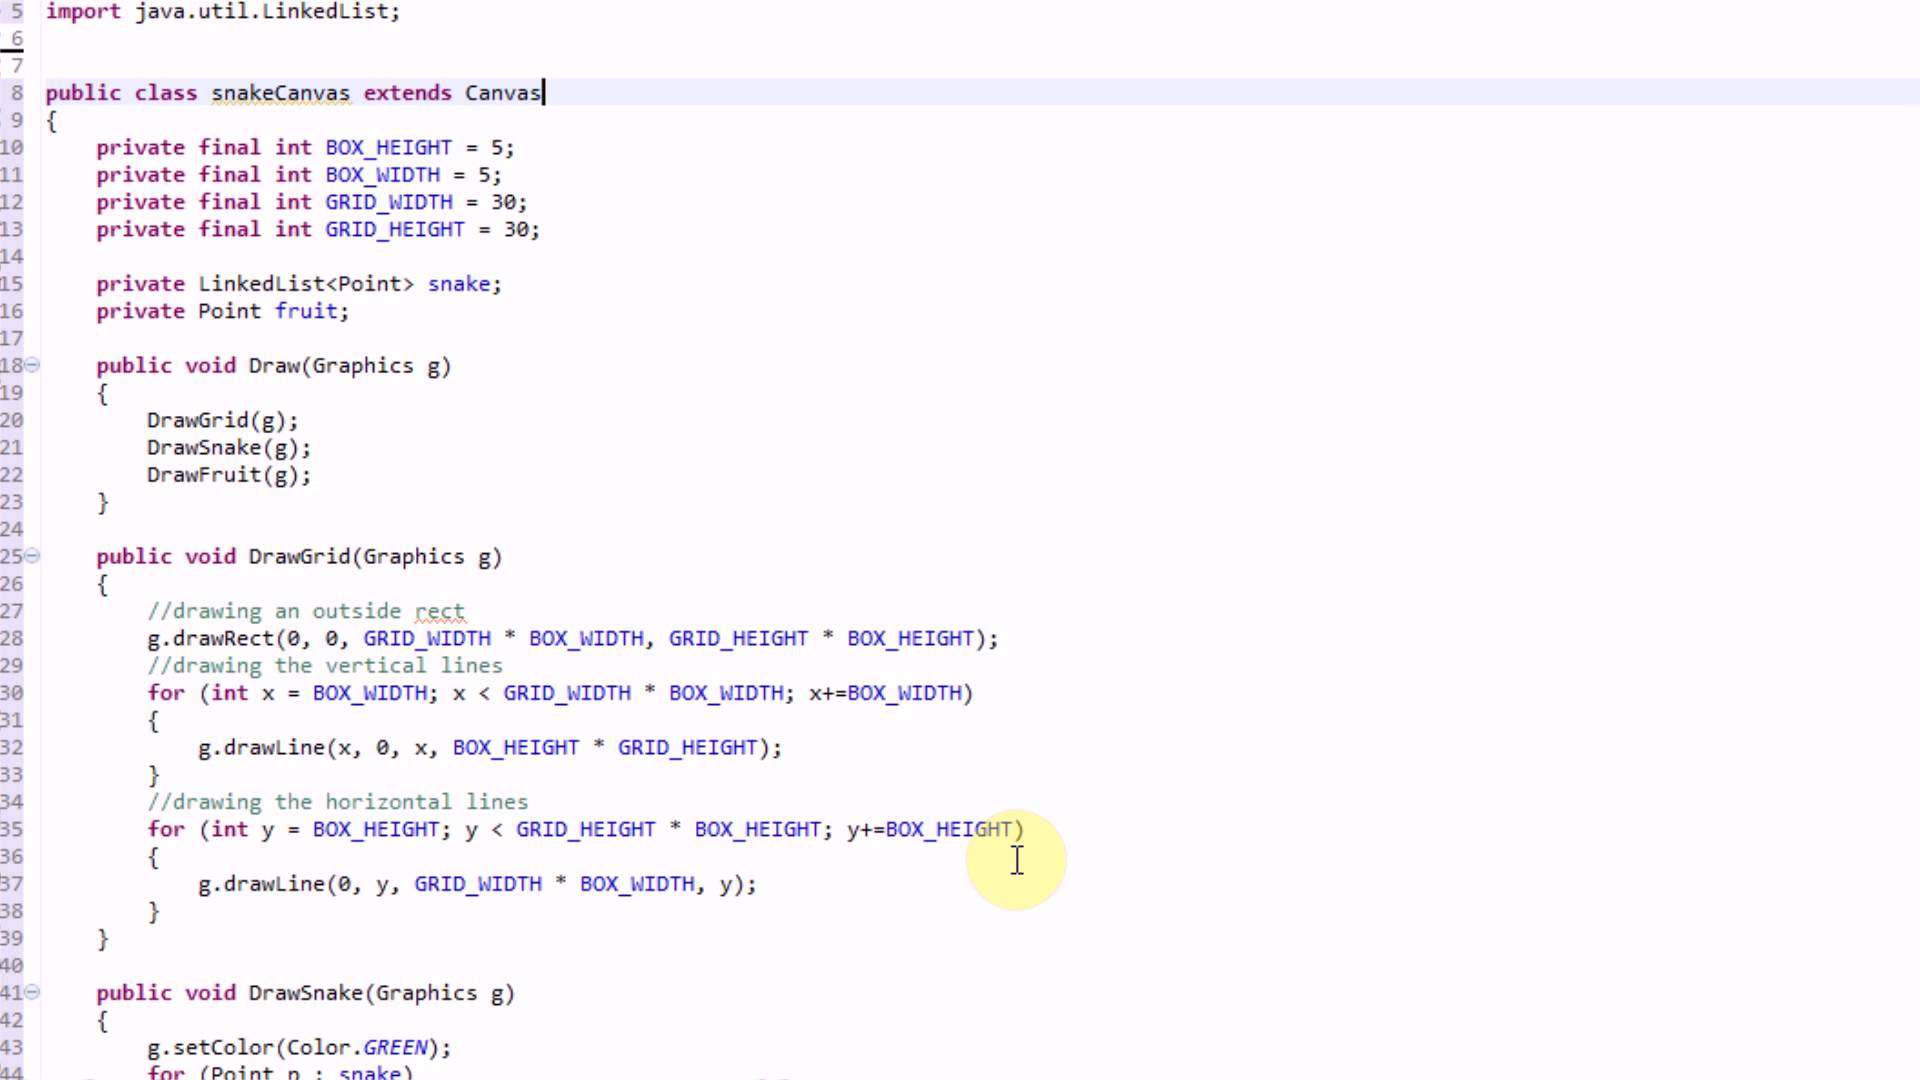 5 import java.util.LinkedList;
6
7
8 public class snakeCanvas extends Canvas
9 {
10 private final int BOX_HEIGHT = 5;
11 private final int BOX_WIDTH = 5;
12 private final int GRID_WIDTH = 30;
13 private final int GRID_HEIGHT = 30;
14
15 private LinkedList<Point> snake;
16 private Point fruit;
17
18 public void Draw(Graphics g)
19 {
20 DrawGrid(g);
21 DrawSnake(g);
22 DrawFruit(g);
23 }
24
25 public void DrawGrid(Graphics g)
26 {
27 //drawing an outside rect
28 g.drawRect(0, 0, GRID_WIDTH * BOX_WIDTH, GRID_HEIGHT * BOX_HEIGHT);
29 //drawing the vertical lines
30 for (int x = BOX_WIDTH; x < GRID_WIDTH * BOX_WIDTH; x+=BOX_WIDTH)
31 {
32 g.drawLine(x, 0, x, BOX_HEIGHT * GRID_HEIGHT);
33 }
34 //drawing the horizontal lines
35 for (int y = BOX_HEIGHT; y < GRID_HEIGHT * BOX_HEIGHT; y+=BOX_HEIGHT)
36 {
37 g.drawLine(0, y, GRID_WIDTH * BOX_WIDTH, y);
38 }
39 }
40
41 public void DrawSnake(Graphics g)
42 {
43 g.setColor(Color.GREEN);
44 for (Point p : snake)